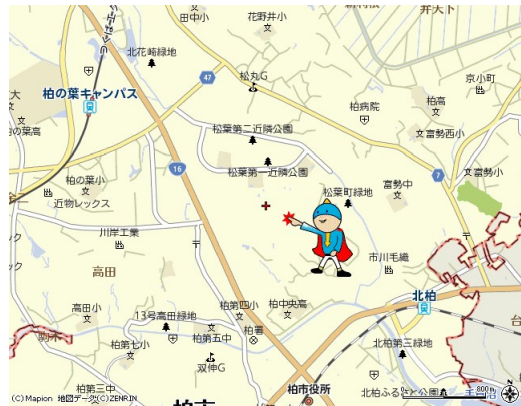 田中小
花野井小
弁天下
北花崎緑地
47
松丸G
京小町
柏の葉キャンパス
柏病院
柏高
富勢西小
の葉高
松葉第二近隣公園
16
松葉第一近隣公園
7
富勢小
柏の葉小
近物レックス
松葉町緑地
富勢中
川岸工業
市川毛織
高田
高田小
13号高田緑地
柏第四小
柏中央高
北柏
台
柏第七小
柏第五中
柏署
北柏第三緑地
双伸G
柏第三中
柏市役所
北柏ふるさと公園
800m
柏市
(C)Mapion 地図データ(C)ZENRIN